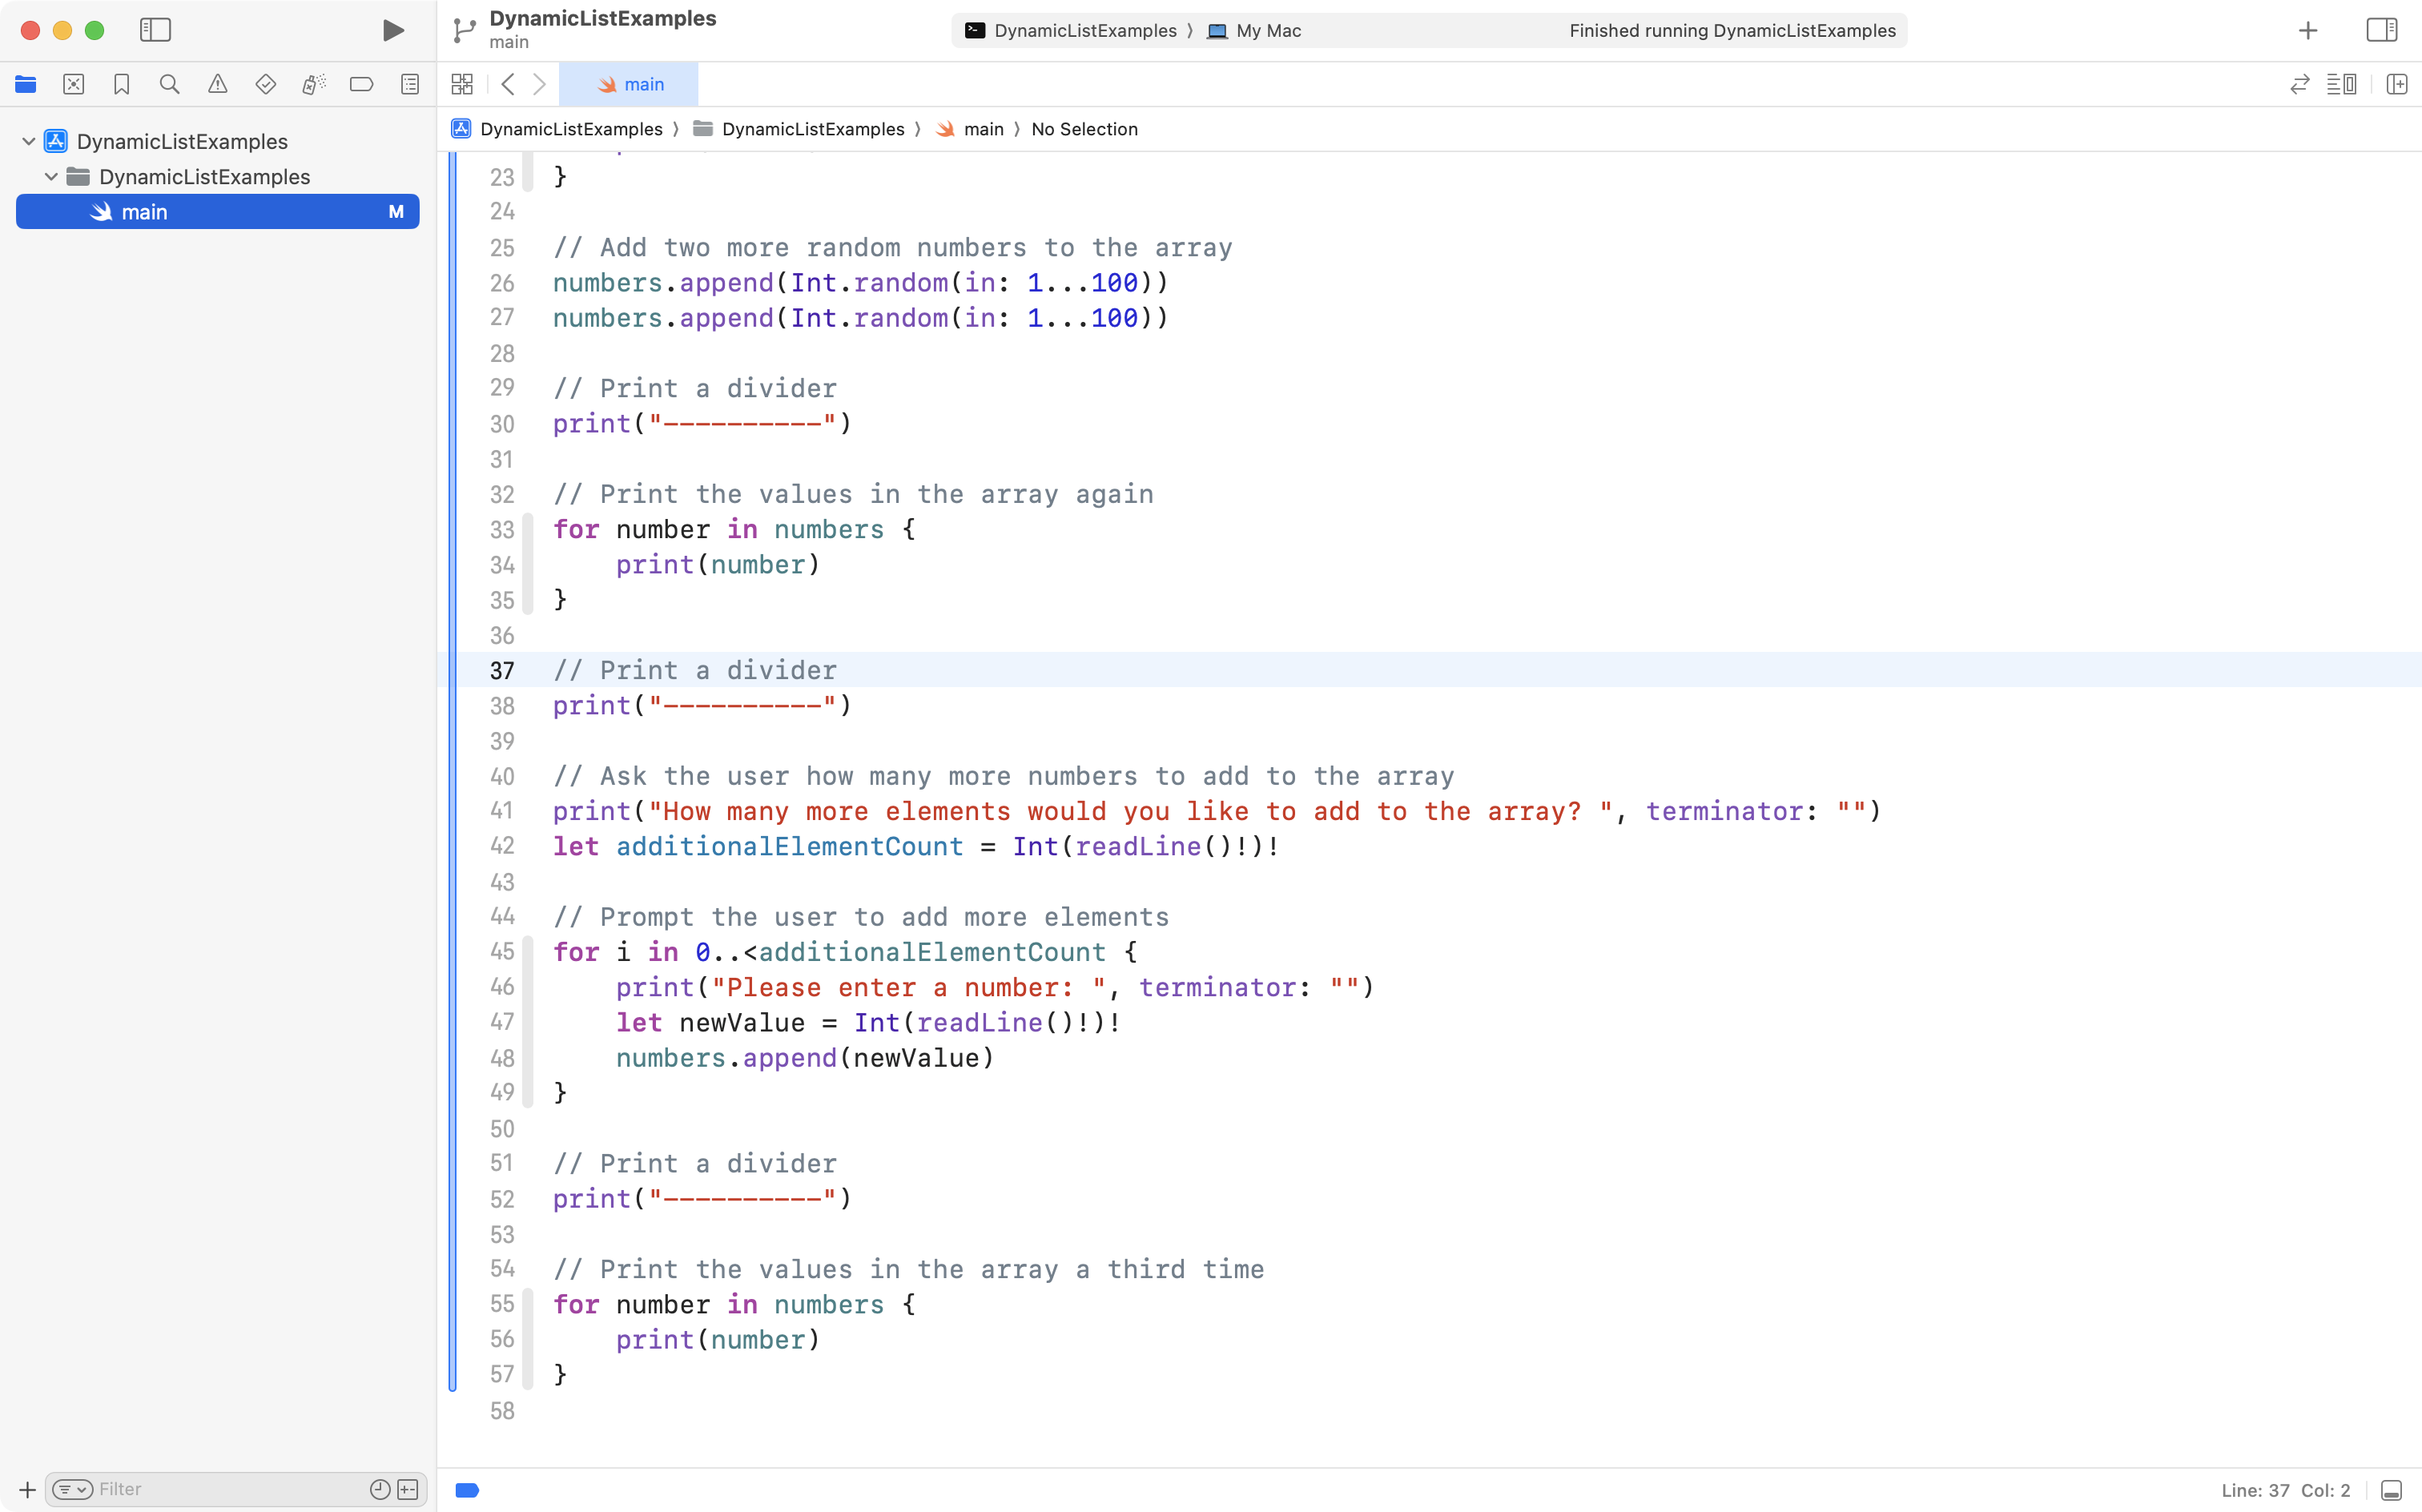 DynamicListExamples
main
DynamicListExamples 〉 My Mac
Finished running DynamicListExamples
main
DynamicListExamples
DynamicListExamples
main M
DynamicListExamples 〉 DynamicListExamples 〉 main 〉 No Selection
23 }
24
25 // Add two more random numbers to the array
26 numbers.append(Int.random(in: 1...100))
27 numbers.append(Int.random(in: 1...100))
28
29 // Print a divider
30 print("----------")
31
32 // Print the values in the array again
33 for number in numbers {
34     print(number)
35 }
36
37 // Print a divider
38 print("----------")
39
40 // Ask the user how many more numbers to add to the array
41 print("How many more elements would you like to add to the array? ", terminator: "")
42 let additionalElementCount = Int(readLine()!)!
43
44 // Prompt the user to add more elements
45 for i in 0..<additionalElementCount {
46     print("Please enter a number: ", terminator: "")
47     let newValue = Int(readLine()!)!
48     numbers.append(newValue)
49 }
50
51 // Print a divider
52 print("----------")
53
54 // Print the values in the array a third time
55 for number in numbers {
56     print(number)
57 }
58
Filter
Line: 37 Col: 2